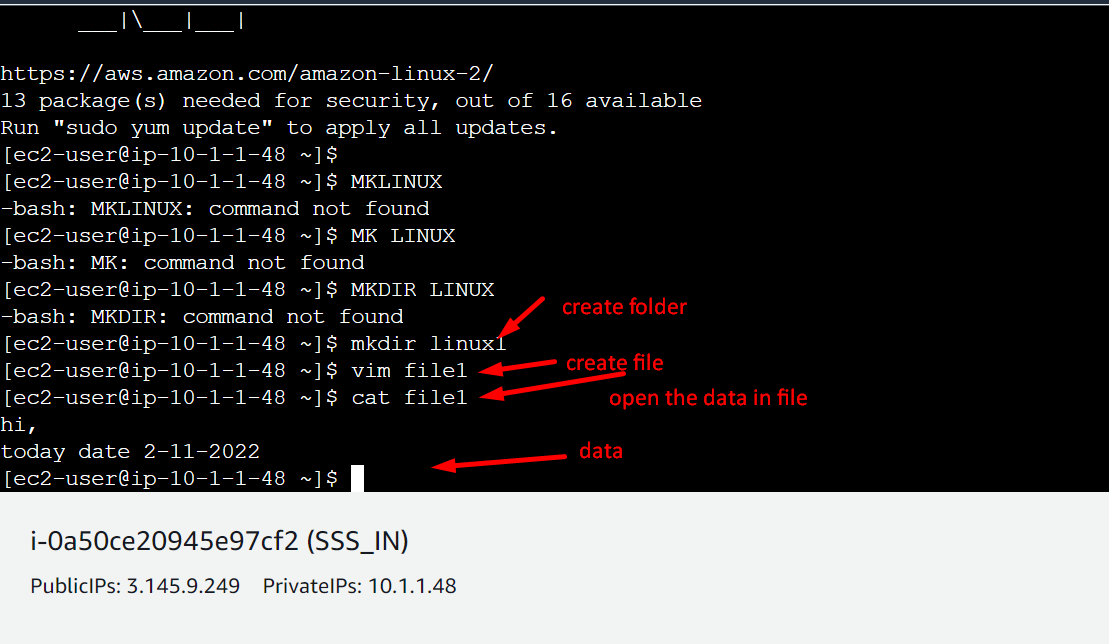 ___|\___|___|
https://aws.amazon.com/amazon-linux-2/
13 package(s) needed for security, out of 16 available
Run "sudo yum update" to apply all updates.
[ec2-user@ip-10-1-1-48 ~]$
[ec2-user@ip-10-1-1-48 ~]$ MKLINUX
-bash: MKLINUX: command not found
[ec2-user@ip-10-1-1-48 ~]$ MK LINUX
-bash: MK: command not found
[ec2-user@ip-10-1-1-48 ~]$ MKDIR LINUX
-bash: MKDIR: command not found
create folder
[ec2-user@ip-10-1-1-48 ~]$ mkdir linux1
[ec2-user@ip-10-1-1-48 ~]$ vim file1
create file
[ec2-user@ip-10-1-1-48 ~]$ cat file1
open the data in file
hi,
today date 2-11-2022
data
[ec2-user@ip-10-1-1-48 ~]$
i-0a50ce20945e97cf2 (SSS_IN)
PublicIPs: 3.145.9.249 PrivateIPs: 10.1.1.48